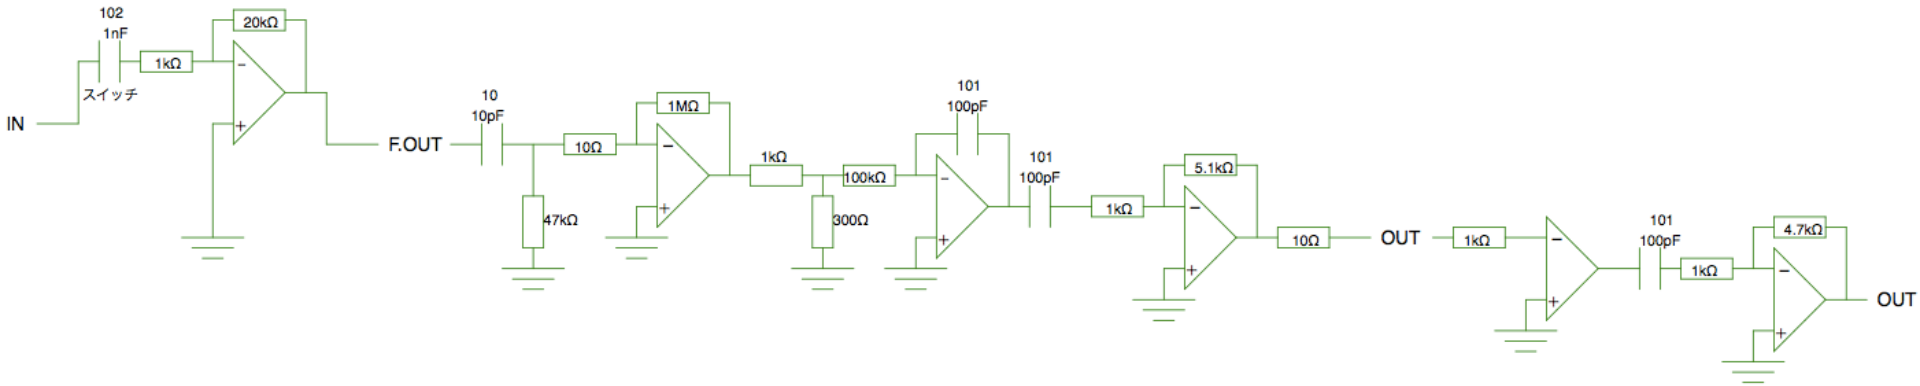 102
1nF
1kΩ
スイッチ
IN
20kΩ
−
+
F.OUT
10
10pF
47kΩ
10Ω
1MΩ
−
+
1kΩ
300Ω
100kΩ
101
100pF
−
+
101
100pF
1kΩ
5.1kΩ
−
+
10Ω
OUT
1kΩ
−
+
101
100pF
1kΩ
4.7kΩ
−
+
OUT